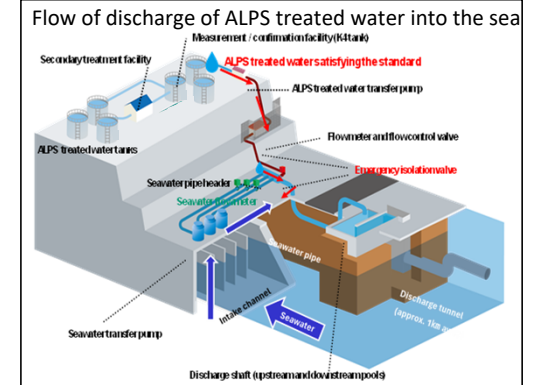 Flow of discharge of ALPS treated water into the sea
Measurement / confirmation facility (K4 tank)
Secondary treatment facility
ALPS treated water satisfying the standard
ALPS treated water transfer pump
ALPS treated water tanks
Flowmeter and flow control valve
Emergency isolation valve
Seawater pipe header
Seawater
Seawater pipe
Intake channel
Seawater
Discharge tunnel
(approx. 1km
Seawater transfer pump
Discharge shaft (upstream and downstream pools)